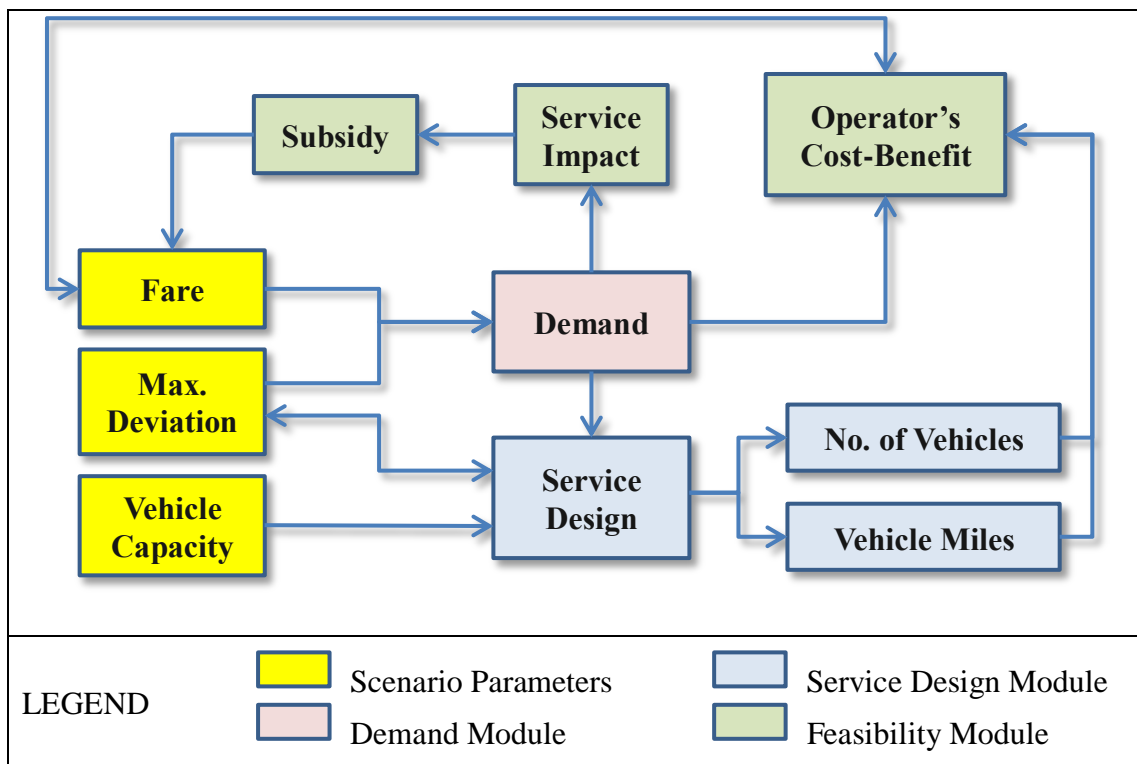 Subsidy
Service
Impact
Operator’s
Cost-Benefit
Fare
Demand
Max.
Deviation
No. of Vehicles
Service
Design
Vehicle
Capacity
Vehicle Miles
LEGEND
Scenario Parameters
Service Design Module
Demand Module
Feasibility Module